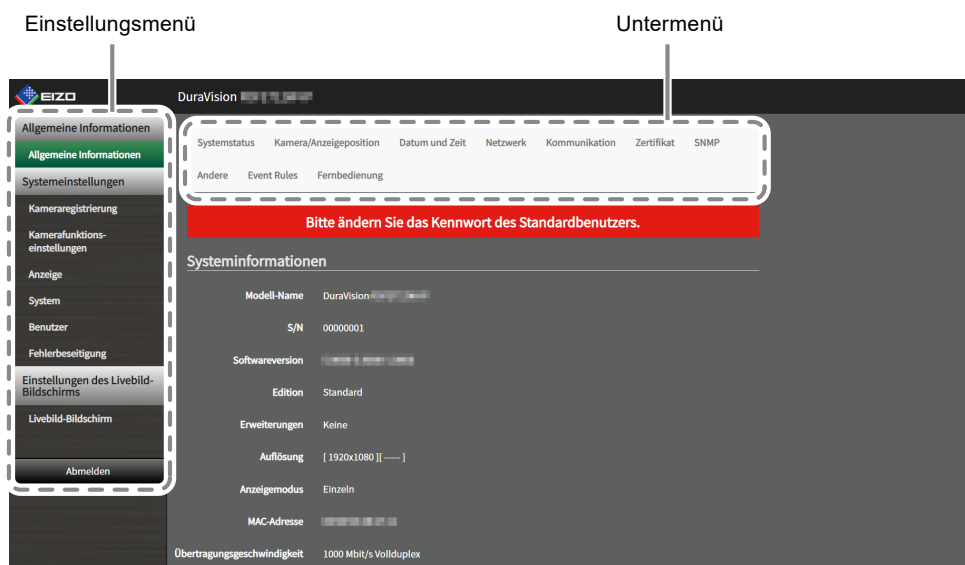 Einstellungsmenü
Untermenü
EIZO
DuraVision
Allgemeine Informationen
Allgemeine Informationen
Systemeinstellungen
Kameraregistrierung
Kamerafunktions-
einstellungen
Anzeige
System
Benutzer
Fehlerbeseitigung
Einstellungen des Livebild-
Bildschirms
Livebild-Bildschirm
Abmelden
Systemstatus Kamera/Anzeigeposition Datum und Zeit Netzwerk Kommunikation Zertifikat SNMP
Andere Event Rules Fernbedienung
Bitte ändern Sie das Kennwort des Standardbenutzers.
Systeminformationen
Modell-Name DuraVision
S/N 00000001
Softwareversion
Edition Standard
Erweiterungen Keine
Auflösung [ 1920x1080 ][ ----- ]
Anzeigemodus Einzeln
MAC-Adresse
Übertragungsgeschwindigkeit 1000 Mbit/s Vollduplex